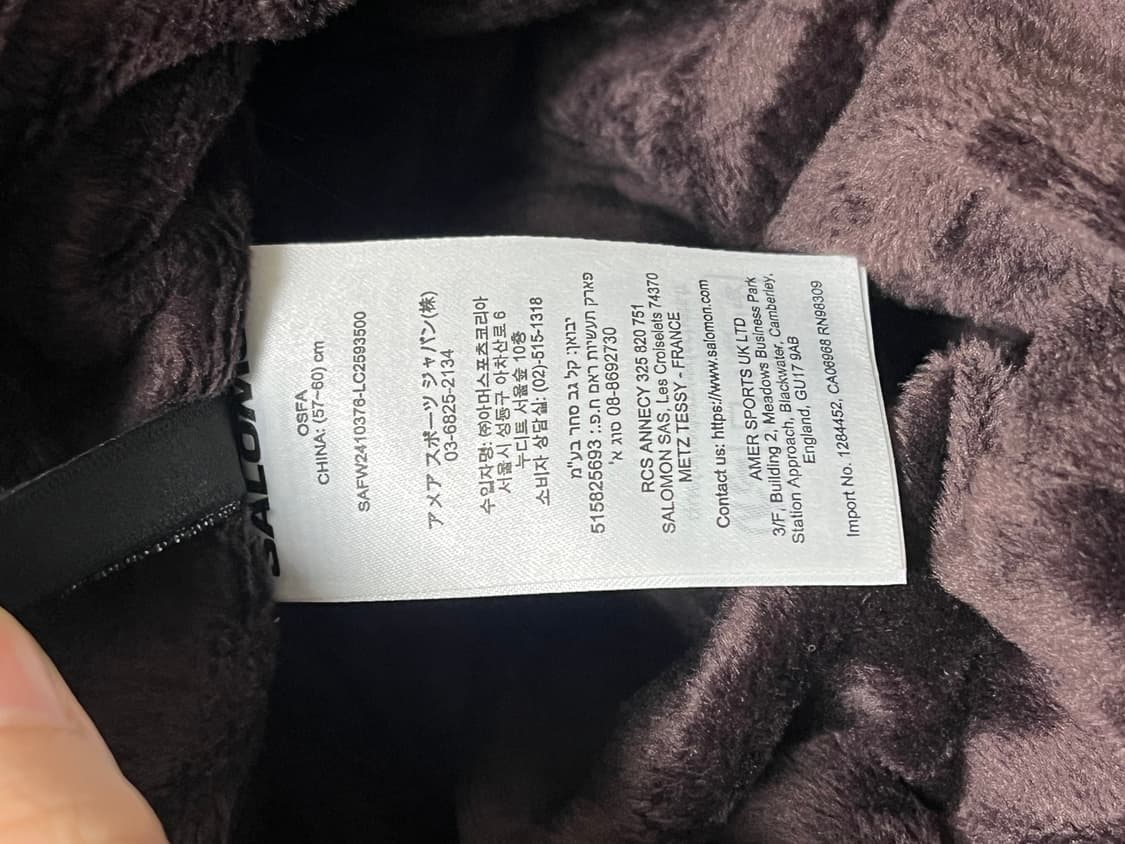 SALOMON
OSFA
CHINA: (57~60) cm
SAFW2410376-LC2593500
アメア スポーツ ジャパン(株)
03-6825-2134
수입자명: ㈜아머스포츠코리아
서울시 성동구 아차산로 6
누디트 서울숲 10층
소비자 상담실: (02)-515-1318
יבואן: קל גב סחר בע"מ
515825693 :.פארק תעשיות ראם ח.פ
08-8692730 סוג א'
RCS ANNECY 325 820 751
SALOMON SAS, Les Croiselets 74370
METZ TESSY - FRANCE
Contact us: https://www.salomon.com
AMER SPORTS UK LTD
3/F, Building 2, Meadows Business Park
Station Approach, Blackwater, Camberley,
England, GU17 9AB
Import No. 1284452, CA06968 RN98309